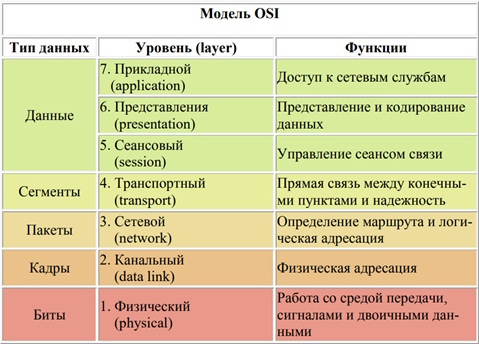 Модель OSI
Тип данных Уровень (layer) Функции
Данные
7. Прикладной
(application)
Доступ к сетевым службам
6. Представления
(presentation)
Представление и кодирование
данных
5. Сеансовый
(session)
Управление сеансом связи
Сегменты
4. Транспортный
(transport)
Прямая связь между конечны-
ми пунктами и надежность
Пакеты
3. Сетевой
(network)
Определение маршрута и логи-
ческая адресация
Кадры
2. Канальный
(data link)
Физическая адресация
Биты
1. Физический
(physical)
Работа со средой передачи,
сигналами и двоичными дан-
ными